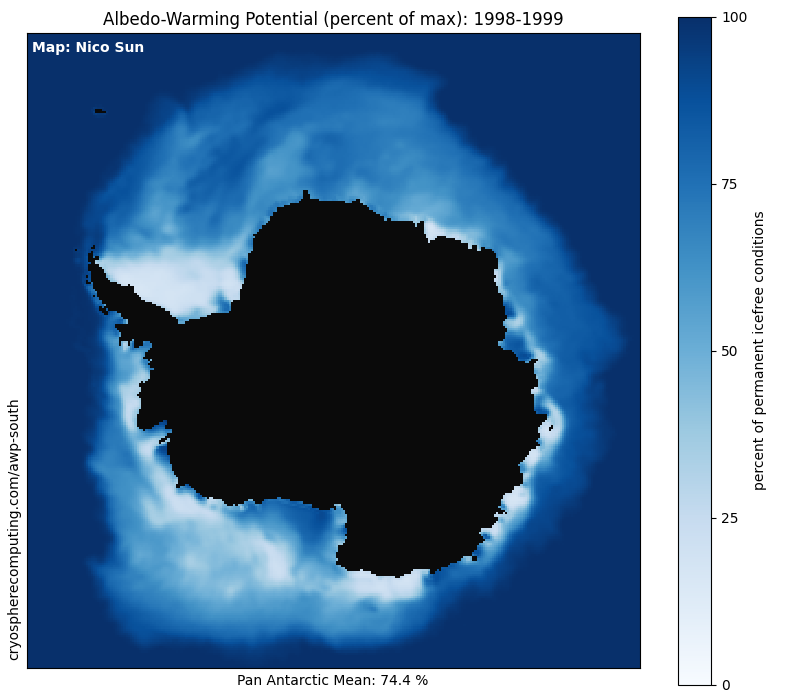 Albedo-Warming Potential (percent of max): 1998-1999
Map: Nico Sun
100
75
50
25
0
percent of permanent icefree conditions
cryospherecomputing.com/awp-south
Pan Antarctic Mean: 74.4 %